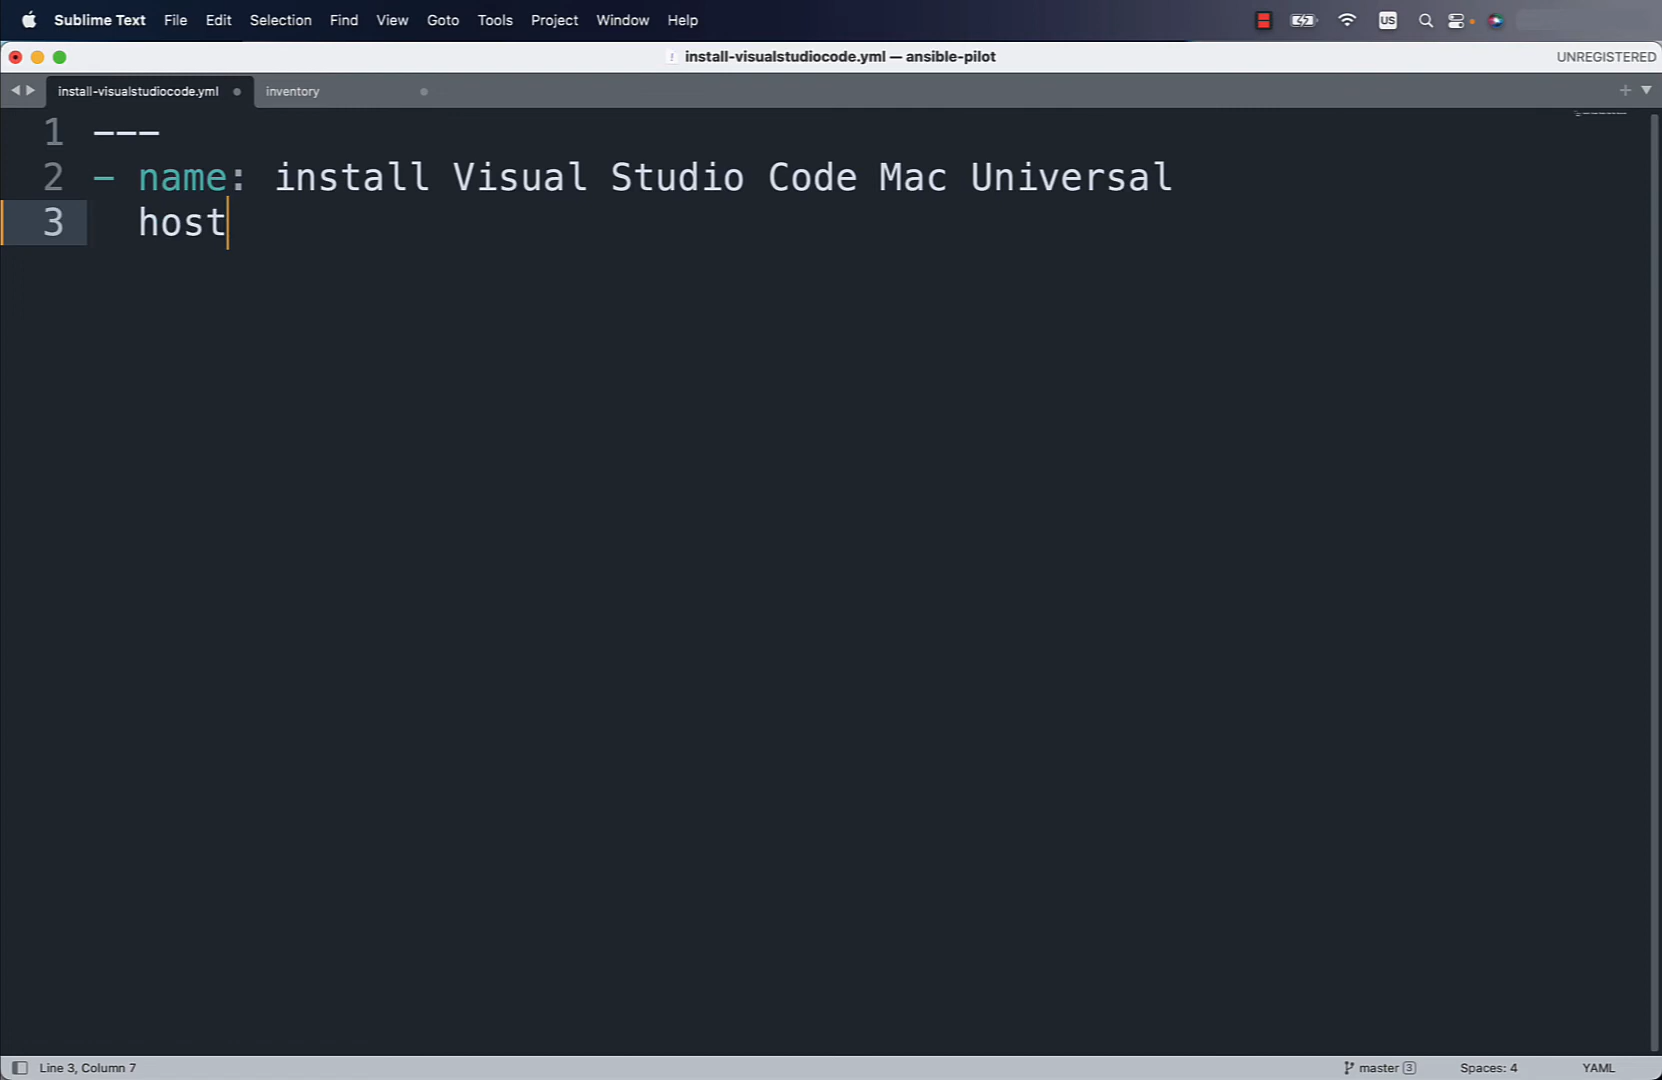 Sublime Text File Edit Selection Find View Goto Tools Project Window Help US
install-visualstudiocode.yml — ansible-pilot UNREGISTERED
install-visualstudiocode.yml inventory
1 ---
2 - name: install Visual Studio Code Mac Universal
3 host
Line 3, Column 7 master 3 Spaces: 4 YAML